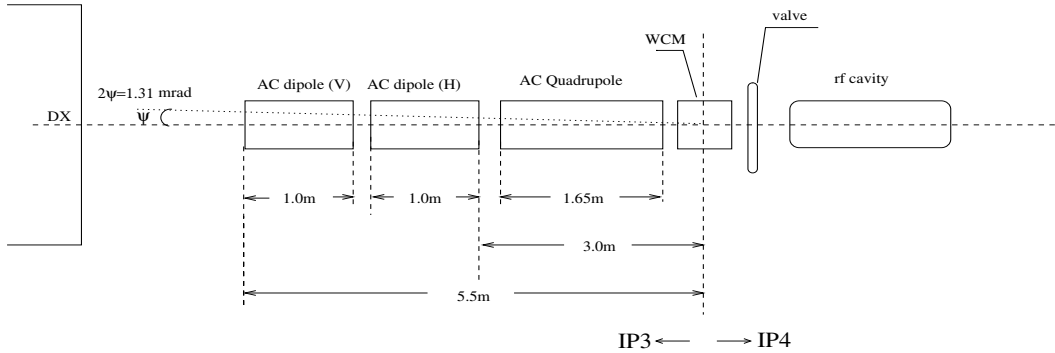 valve
WCM
AC dipole (V) AC dipole (H) AC Quadrupole rf cavity
2ψ=1.31 mrad
DX ψ
1.0m 1.0m 1.65m
3.0m
5.5m
IP3 IP4